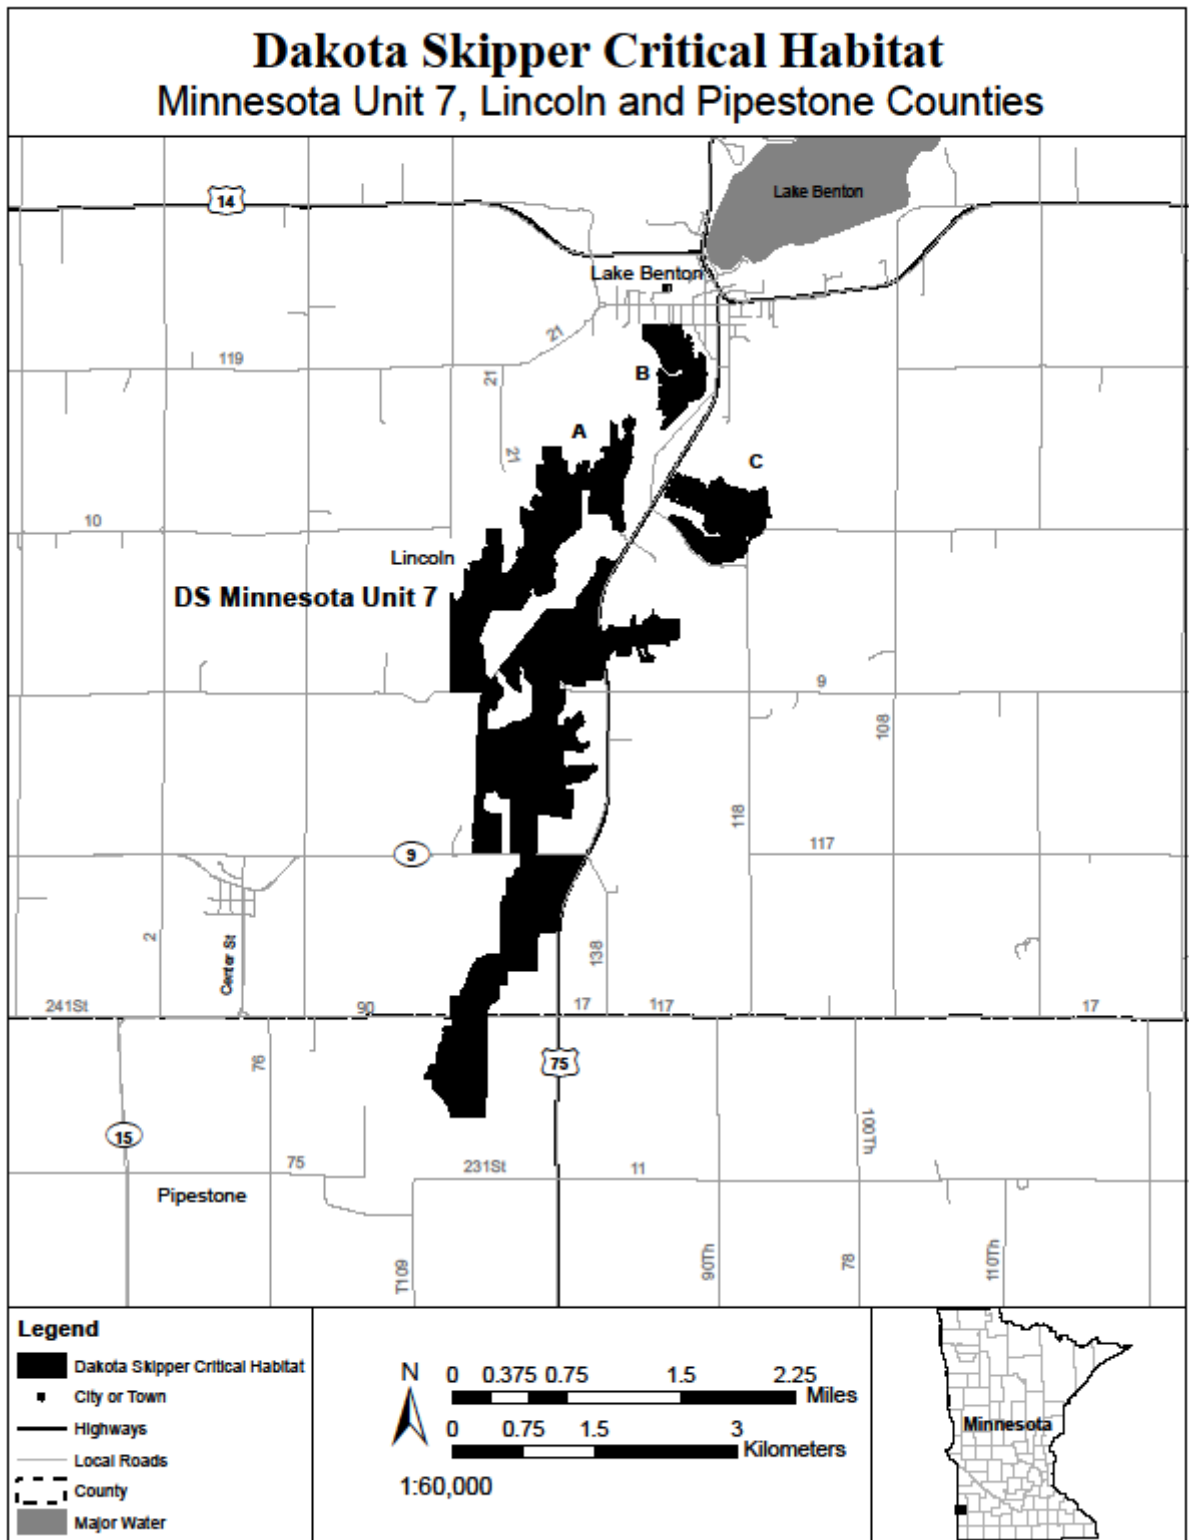 Dakota Skipper Critical Habitat
Minnesota Unit 7, Lincoln and Pipestone Counties
14
Lake Benton
Lake Benton
21
119
21
B
A
21
C
10
Lincoln
DS Minnesota Unit 7
9
108
118
117
9
2
Center St
138
241St
90
17
117
17
76
75
15
100Th
75
231St
11
Pipestone
T109
90Th
78
110Th
Legend
Dakota Skipper Critical Habitat
City or Town
Highways
Local Roads
County
Major Water
N
0 0.375 0.75 1.5 2.25
Miles
0 0.75 1.5 3
Kilometers
1:60,000
Minnesota